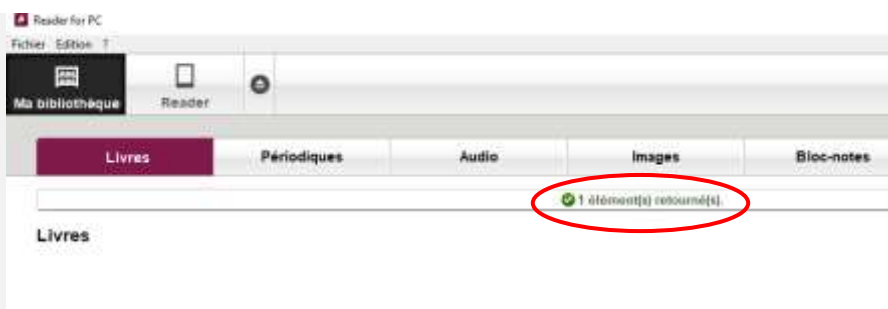 Reader for PC
Fichier Edition ?
Ma bibliothèque Reader
Livres Périodiques Audio Images Bloc-notes
1 élément(s) retourné(s).
Livres